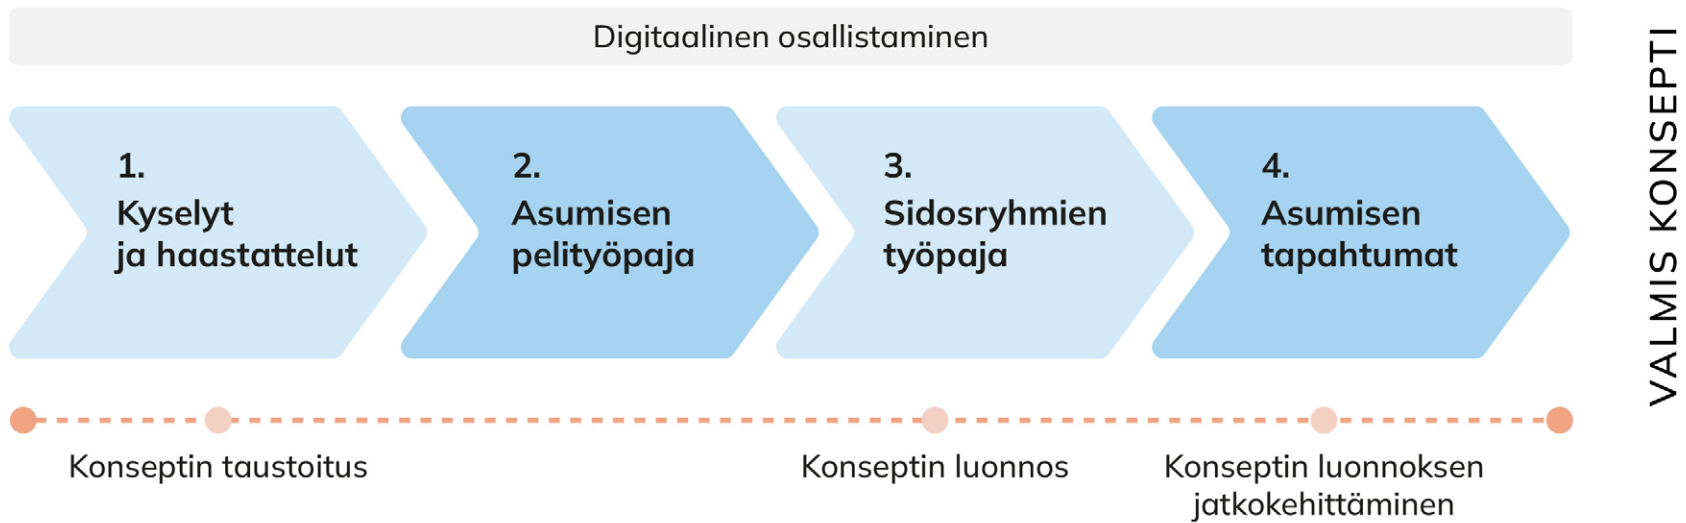 Digitaalinen osallistaminen
1.
Kyselyt
ja haastattelut
2.
Asumisen
pelityöpaja
3.
Sidosryhmien
työpaja
4.
Asumisen
tapahtumat
Konseptin taustoitus
Konseptin luonnos
Konseptin luonnoksen
jatkokehittäminen
VALMIS KONSEPTI